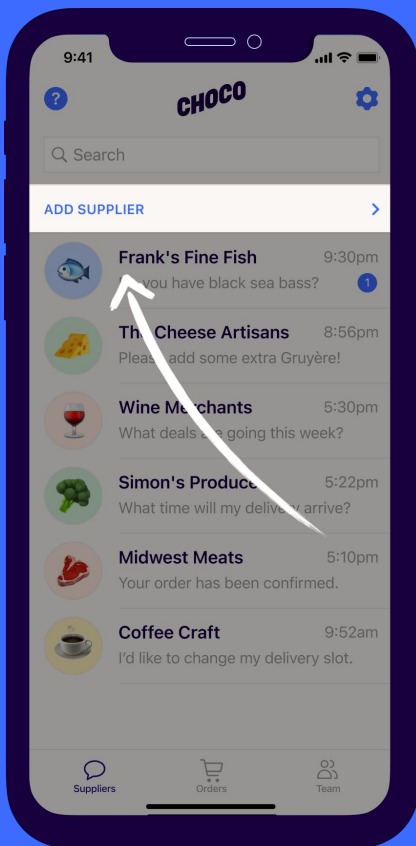 9:41
?
CHOCO
Search
ADD SUPPLIER
Frank's Fine Fish 9:30pm
you have black sea bass? 1
The Cheese Artisans 8:56pm
Please add some extra Gruyère!
Wine Merchants 5:30pm
What deals are going this week?
Simon's Produce 5:22pm
What time will my delivery arrive?
Midwest Meats 5:10pm
Your order has been confirmed.
Coffee Craft 9:52am
I'd like to change my delivery slot.
Suppliers Orders Team